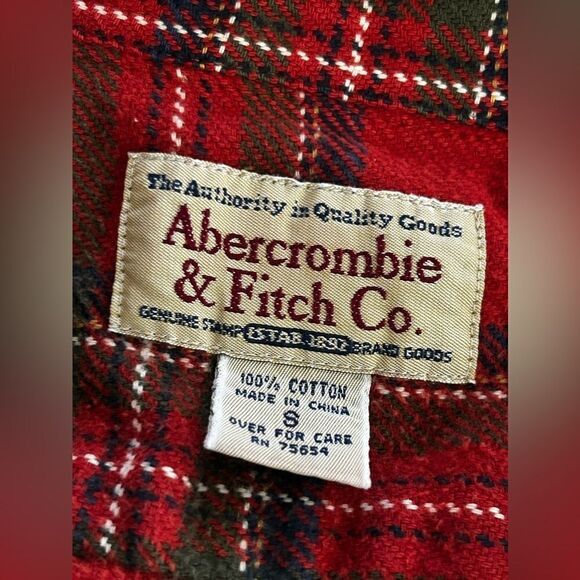 The Authority in Quality Goods
Abercrombie
& Fitch Co.
GENUINE STAMP ESTAB. 1892 BRAND GOODS
100% COTTON
MADE IN CHINA
S
OVER FOR CARE
RN 75654